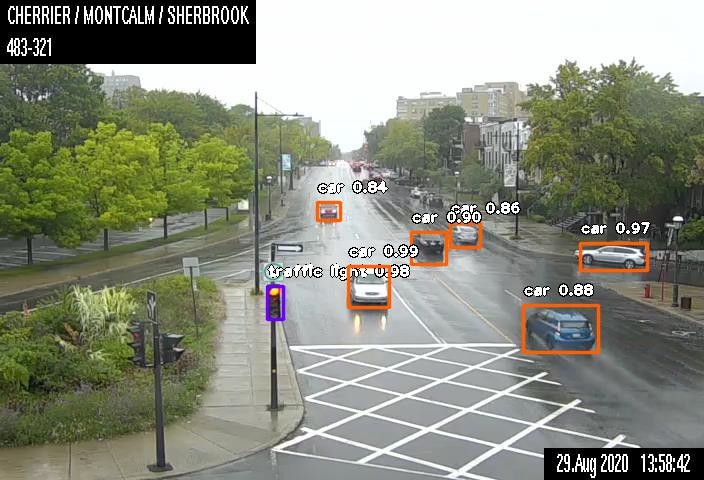 CHERRIER / MONTCALM / SHERBROOK
483-321
car 0.84
car 0.86
car 0.90
car 0.97
car 0.99
traffic light 0.98
car 0.88
29.Aug 2020 13:58:42